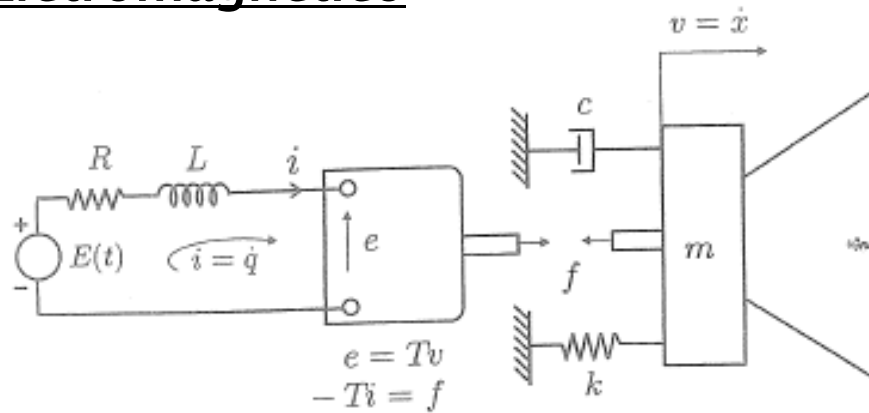 v = ẋ
c
R L i
+
E(t) i = q̇ e m
-
f
e = Tv
− Ti = f
k